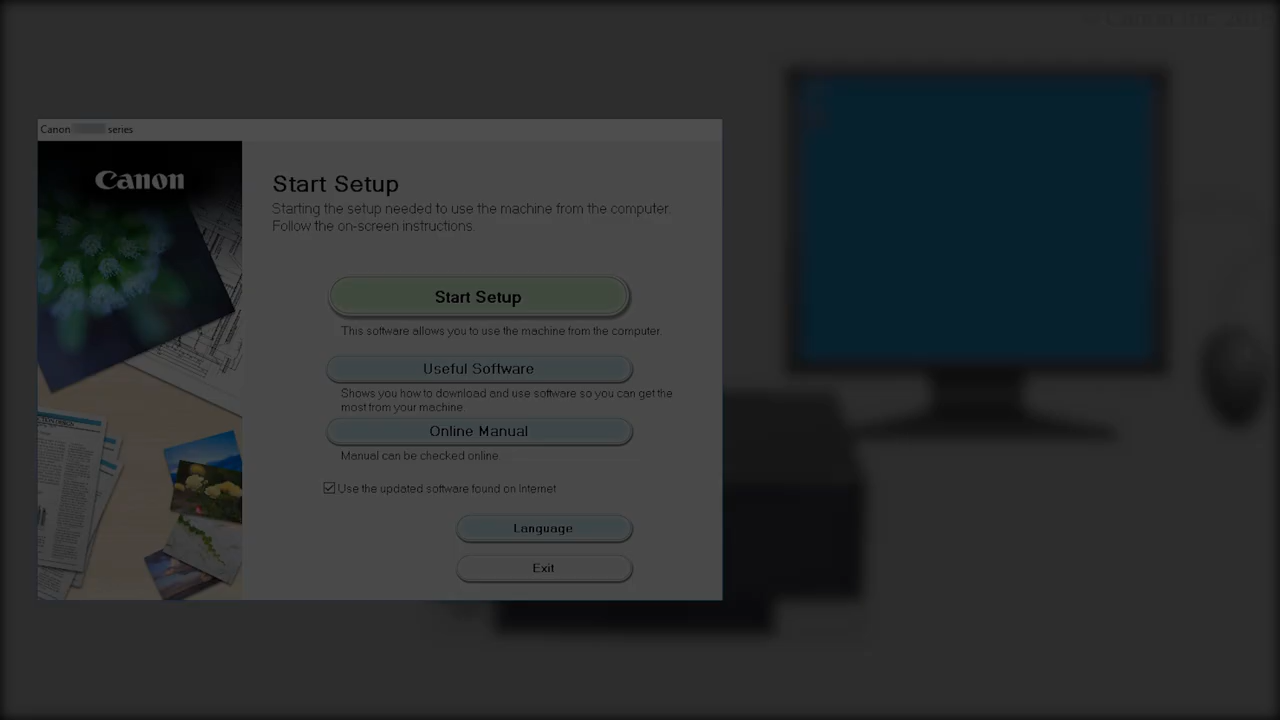 Canon series
Canon
Start Setup
Starting the setup needed to use the machine from the computer.
Follow the on-screen instructions.
Start Setup
This software allows you to use the machine from the computer.
Useful Software
Shows you how to download and use software so you can get the
most from your machine.
Online Manual
Manual can be checked online.
Use the updated software found on Internet
Language
Exit